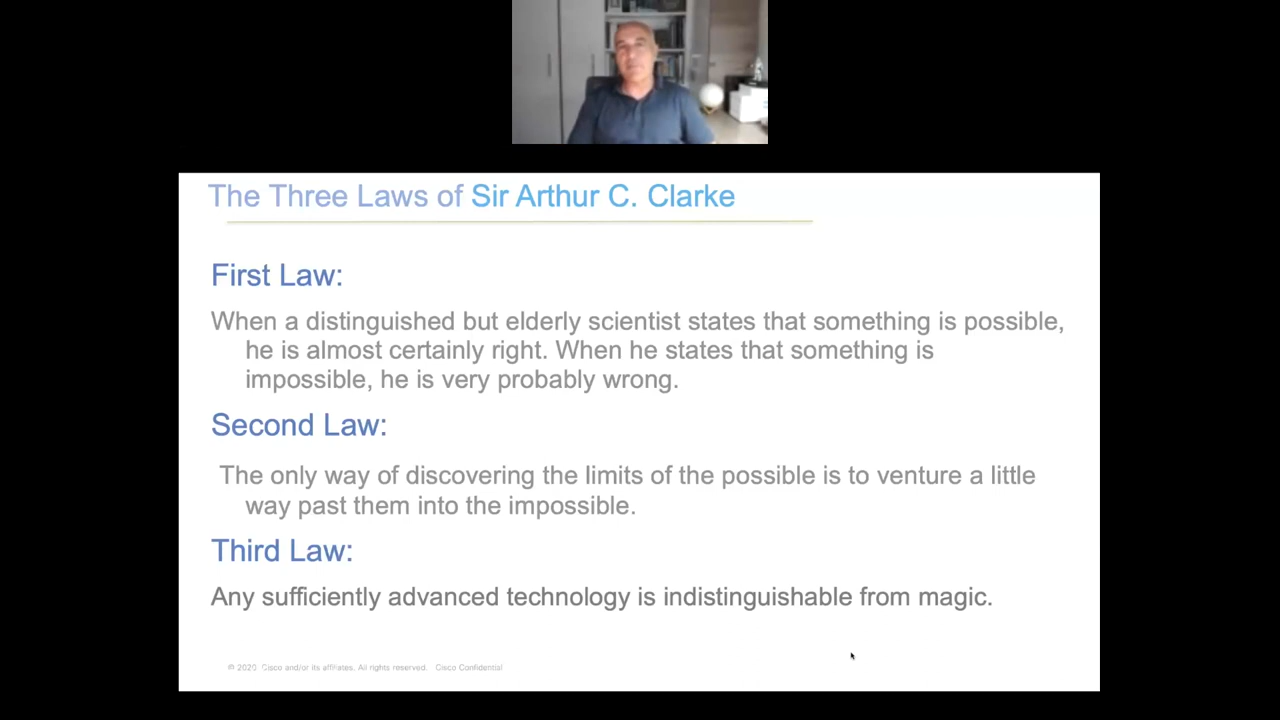 The Three Laws of Sir Arthur C. Clarke
First Law:
When a distinguished but elderly scientist states that something is possible,
he is almost certainly right. When he states that something is
impossible, he is very probably wrong.
Second Law:
The only way of discovering the limits of the possible is to venture a little
way past them into the impossible.
Third Law:
Any sufficiently advanced technology is indistinguishable from magic.
© 2020 Cisco and/or its affiliates. All rights reserved. Cisco Confidential